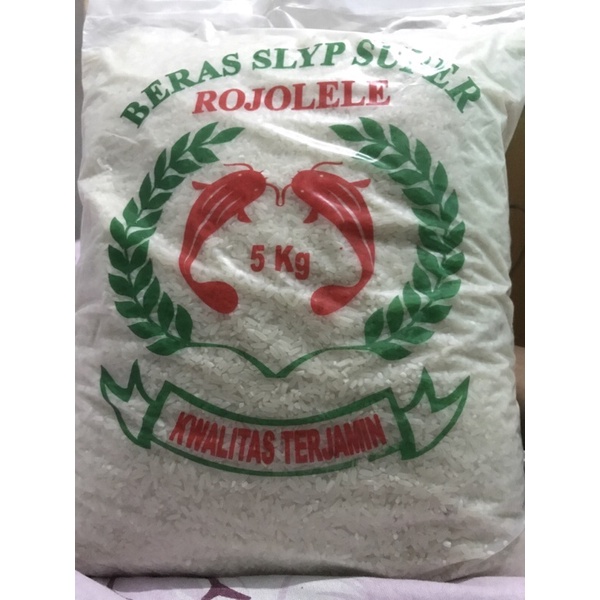 BERAS SLYP SUPER
ROJOLELE
5 Kg
KWALITAS TERJAMIN